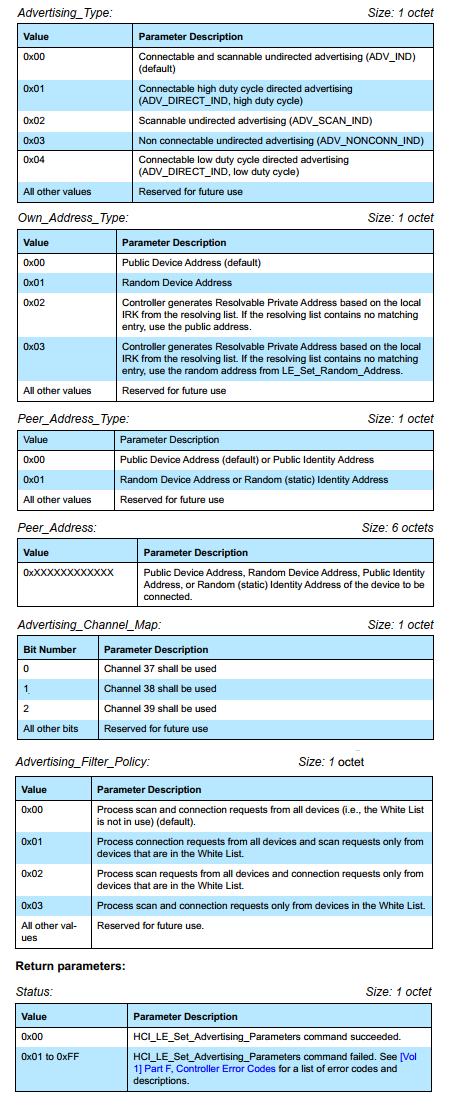 Advertising_Type: Size: 1 octet
Value Parameter Description
0x00 Connectable and scannable undirected advertising (ADV_IND)
(default)
0x01 Connectable high duty cycle directed advertising
(ADV_DIRECT_IND, high duty cycle)
0x02 Scannable undirected advertising (ADV_SCAN_IND)
0x03 Non connectable undirected advertising (ADV_NONCONN_IND)
0x04 Connectable low duty cycle directed advertising
(ADV_DIRECT_IND, low duty cycle)
All other values Reserved for future use
Own_Address_Type: Size: 1 octet
Value Parameter Description
0x00 Public Device Address (default)
0x01 Random Device Address
0x02 Controller generates Resolvable Private Address based on the local
IRK from the resolving list. If the resolving list contains no matching
entry, use the public address.
0x03 Controller generates Resolvable Private Address based on the local
IRK from the resolving list. If the resolving list contains no matching
entry, use the random address from LE_Set_Random_Address.
All other values Reserved for future use
Peer_Address_Type: Size: 1 octet
Value Parameter Description
0x00 Public Device Address (default) or Public Identity Address
0x01 Random Device Address or Random (static) Identity Address
All other values Reserved for future use
Peer_Address: Size: 6 octets
Value Parameter Description
0xXXXXXXXXXXXX Public Device Address, Random Device Address, Public Identity
Address, or Random (static) Identity Address of the device to be
connected.
Advertising_Channel_Map: Size: 1 octet
Bit Number Parameter Description
0 Channel 37 shall be used
1 Channel 38 shall be used
2 Channel 39 shall be used
All other bits Reserved for future use
Advertising_Filter_Policy: Size: 1 octet
Value Parameter Description
0x00 Process scan and connection requests from all devices (i.e., the White List
is not in use) (default).
0x01 Process connection requests from all devices and scan requests only from
devices that are in the White List.
0x02 Process scan requests from all devices and connection requests only from
devices that are in the White List.
0x03 Process scan and connection requests only from devices in the White List.
All other val- Reserved for future use.
ues
Return parameters:
Status: Size: 1 octet
Value Parameter Description
0x00 HCI_LE_Set_Advertising_Parameters command succeeded.
0x01 to 0xFF HCI_LE_Set_Advertising_Parameters command failed. See [Vol
1] Part F, Controller Error Codes for a list of error codes and
descriptions.